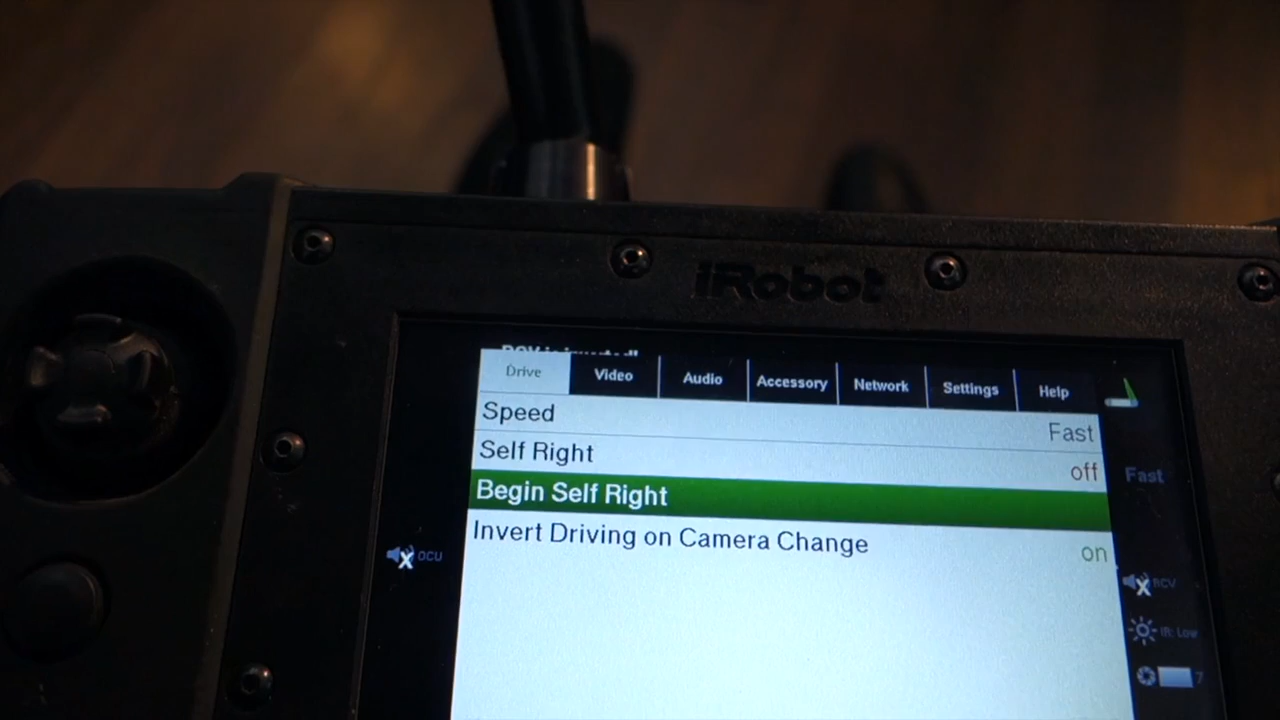 iRobot
Drive Video Audio Accessory Network Settings Help
Speed Fast
Self Right off
Fast
Begin Self Right
Invert Driving on Camera Change on
OCU
IR: Low
7